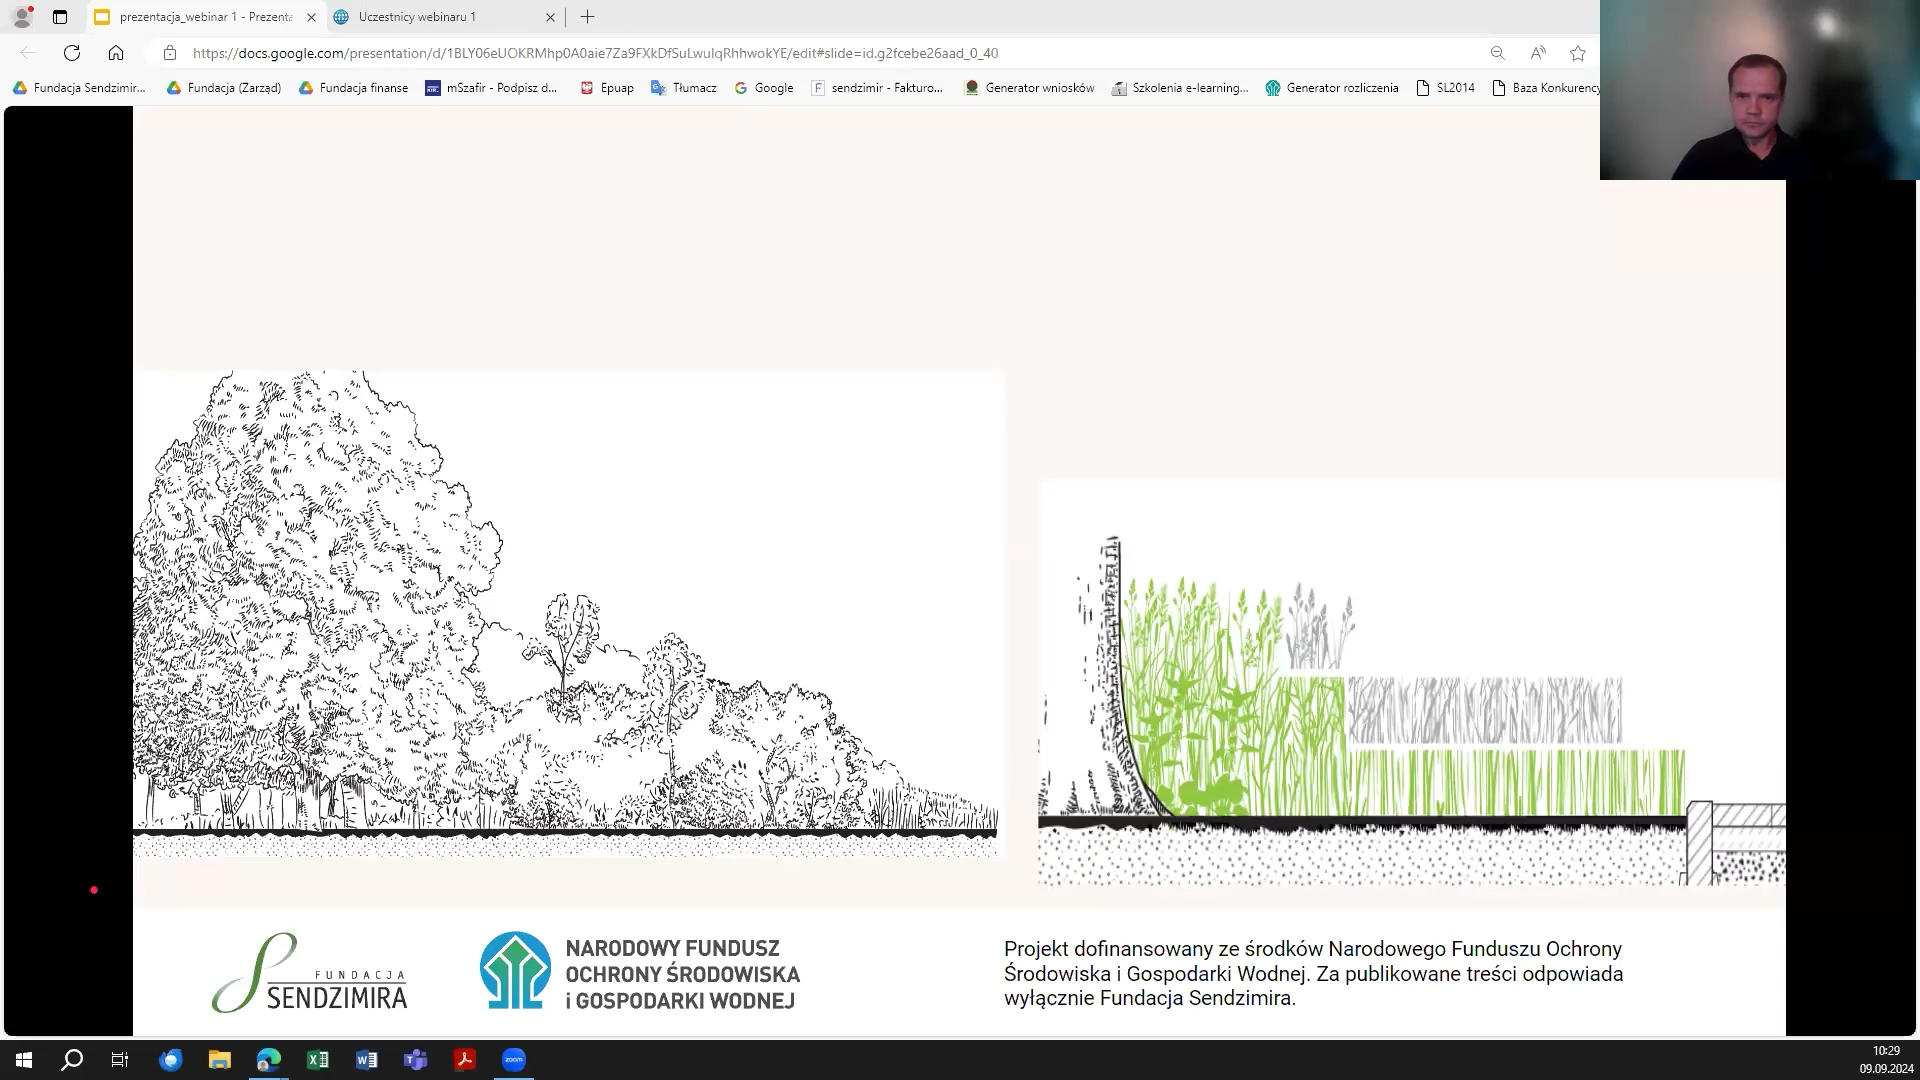 prezentacja_webinar 1 - Prezenta
Uczestnicy webinaru 1
https://docs.google.com/presentation/d/1BLY06eUOKRMhp0A0aie7Za9FXkDfSuLwulqRhhwokYE/edit#slide=id.g2fcebe26aad_0_40
Fundacja Sendzimir... Fundacja (Zarząd) Fundacja finanse mSzafir - Podpisz d... Epuap Tłumacz Google sendzimir - Fakturo... Generator wniosków Szkolenia e-learning... Generator rozliczenia SL2014 Baza Konkurency
FUNDACJA
SENDZIMIRA
NARODOWY FUNDUSZ
OCHRONY ŚRODOWISKA
i GOSPODARKI WODNEJ
Projekt dofinansowany ze środków Narodowego Funduszu Ochrony
Środowiska i Gospodarki Wodnej. Za publikowane treści odpowiada
wyłącznie Fundacja Sendzimira.
zoom
10:29
09.09.2024